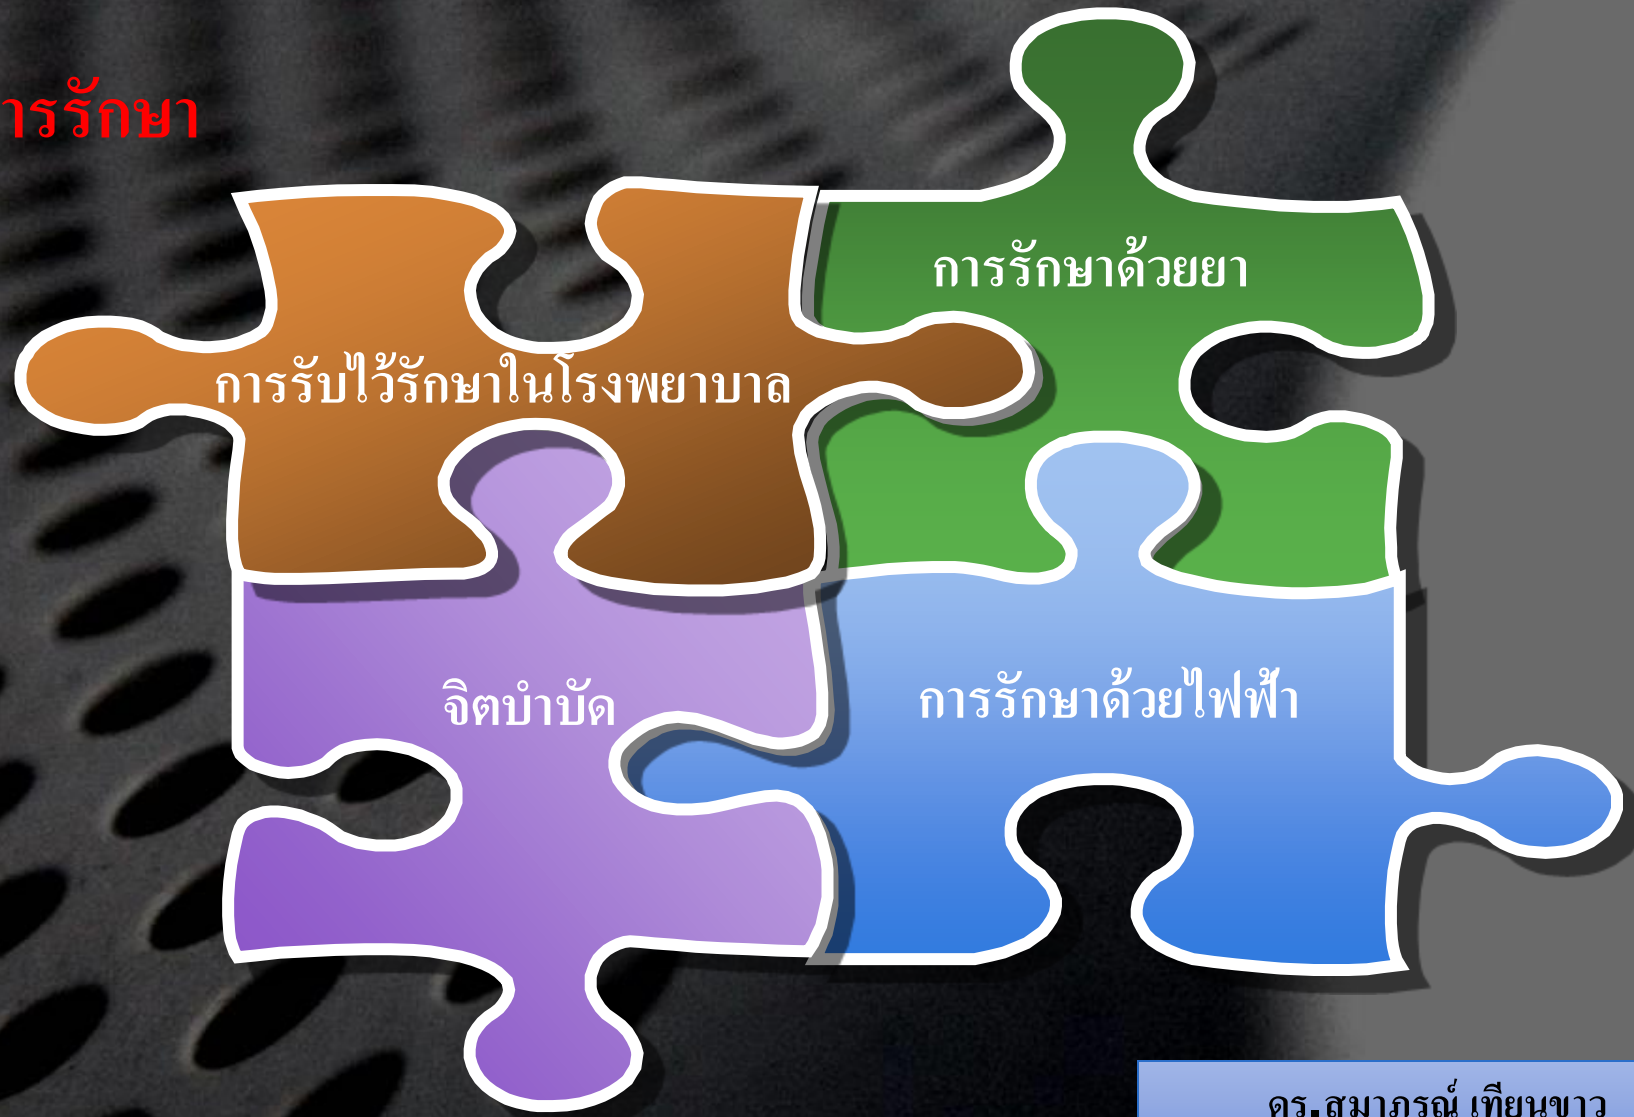 ารรักษา
การรักษาด้วยยา
การรับไว้รักษาในโรงพยาบาล
จิตบำบัด
การรักษาด้วยไฟฟ้า
ดร.สมาภรณ์ เทียนขาว